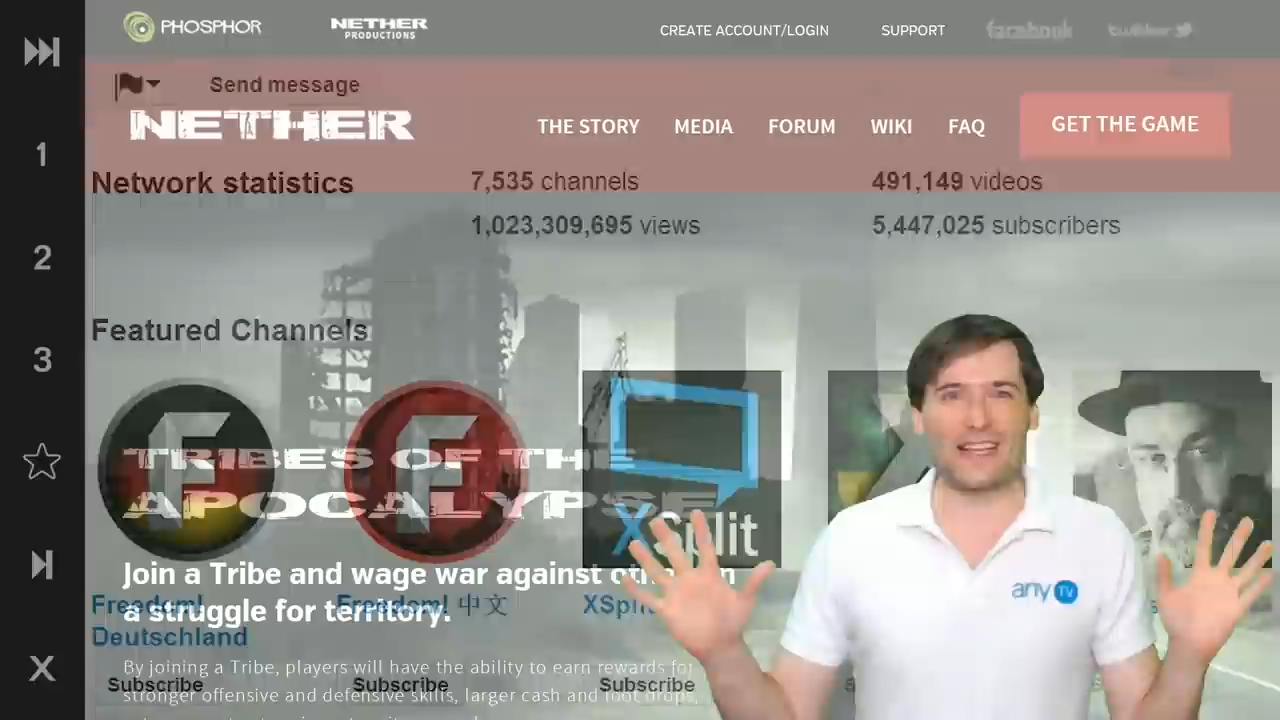 PHOSPHOR
NETHER
PRODUCTIONS
CREATE ACCOUNT/LOGIN
SUPPORT
facebook
twitter
Send message
NETHER
THE STORY
MEDIA
FORUM
WIKI
FAQ
GET THE GAME
1
2
3
X
Network statistics
7,535 channels
491,149 videos
1,023,309,695 views
5,447,025 subscribers
Featured Channels
F
F
XSplit
TRIBES OF THE
APOCALYPSE
Join a Tribe and wage war against
a struggle for territory.
Freedom!
Deutschland
Freedom! 中文
any TV
By joining a Tribe, players will have the ability to earn rewards for
stronger offensive and defensive skills, larger cash and loot drops,
Subscribe
Subscribe
Subscribe